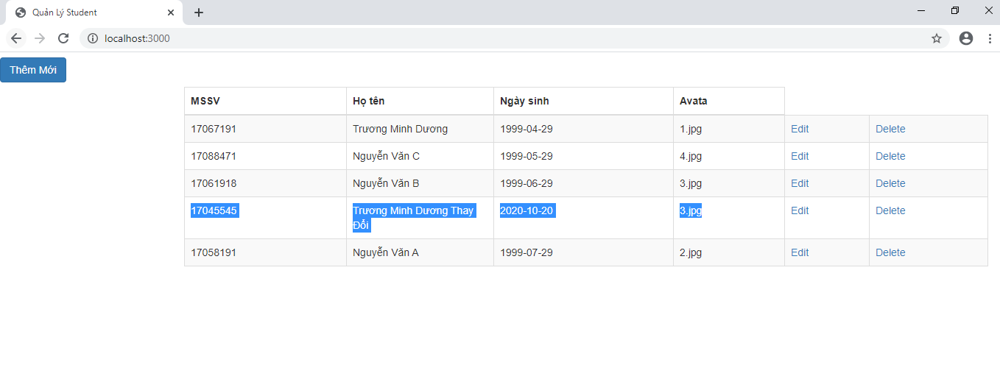 Quản Lý Student
localhost:3000
Thêm Mới
MSSV Họ tên Ngày sinh Avata
17067191 Trương Minh Dương 1999-04-29 1.jpg Edit Delete
17088471 Nguyễn Văn C 1999-05-29 4.jpg Edit Delete
17061918 Nguyễn Văn B 1999-06-29 3.jpg Edit Delete
17045545 Trương Minh Dương Thay 2020-10-20 3.jpg Edit Delete
Đổi
17058191 Nguyễn Văn A 1999-07-29 2.jpg Edit Delete